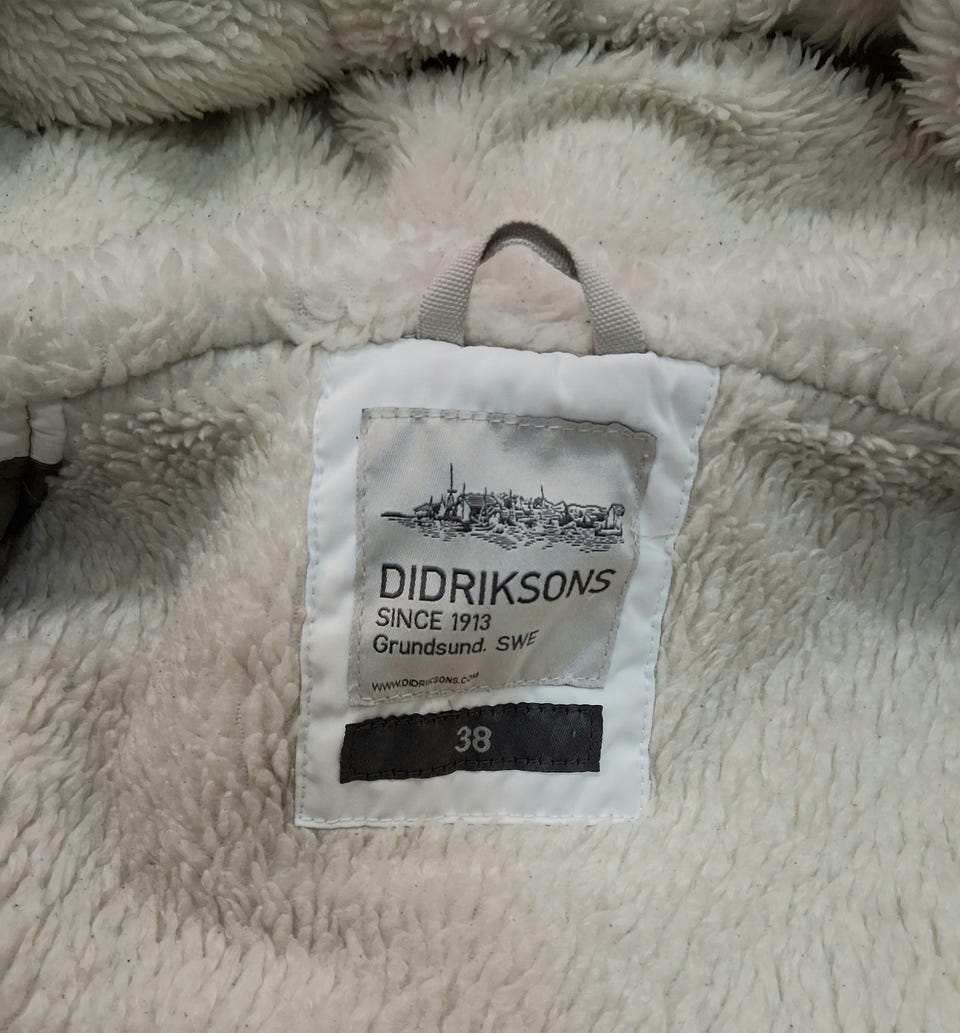 DIDRIKSONS
SINCE 1913
Grundsund. SWE
WWW.DIDRIKSONS.COM
38